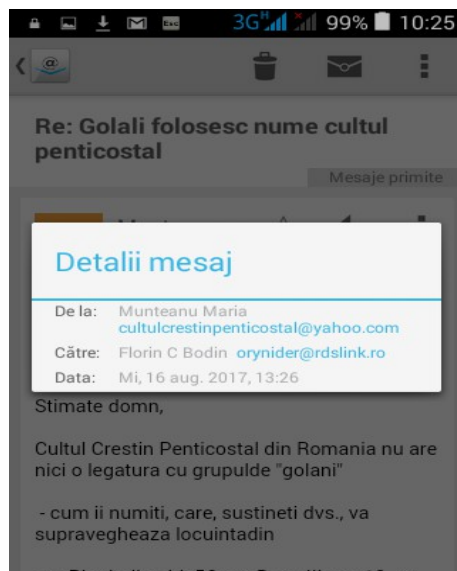 3G H 99% 10:25
Re: Golali folosesc nume cultul
penticostal
Mesaje primite
Detalii mesaj
De la: Munteanu Maria
cultulcrestinpenticostal@yahoo.com
Către: Florin C Bodin orynider@rdslink.ro
Data: Mi, 16 aug. 2017, 13:26
Stimate domn,
Cultul Crestin Penticostal din Romania nu are
nici o legatura cu grupulde "golani"
- cum ii numiti, care, sustineti dvs., va
supravegheaza locuintadin